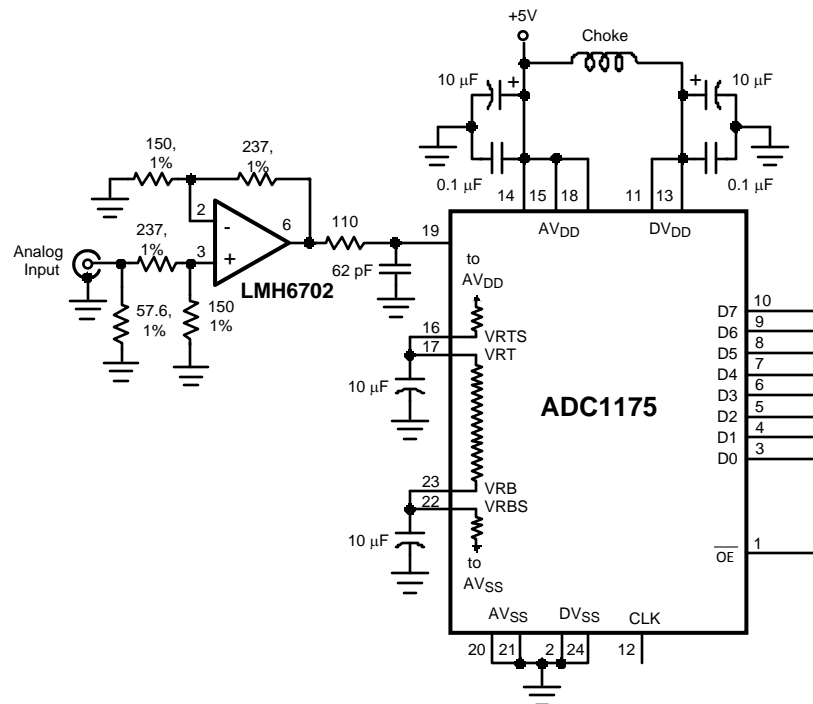 +5V
Choke
10 μF
+
+
10 μF
0.1 μF
0.1 μF
14
15
18
11
13
AVDD
DVDD
150,
1%
237,
1%
2
6
-
3
+
LMH6702
Analog
Input
237,
1%
57.6,
1%
150
1%
110
62 pF
19
to
AVDD
16
VRTS
17
VRT
10 μF
ADC1175
D7
10
D6
9
D5
8
D4
7
D3
6
D2
5
D1
4
D0
3
23
VRB
22
VRBS
10 μF
to
AVSS
OE
1
AVSS
DVSS
CLK
20
21
2
24
12